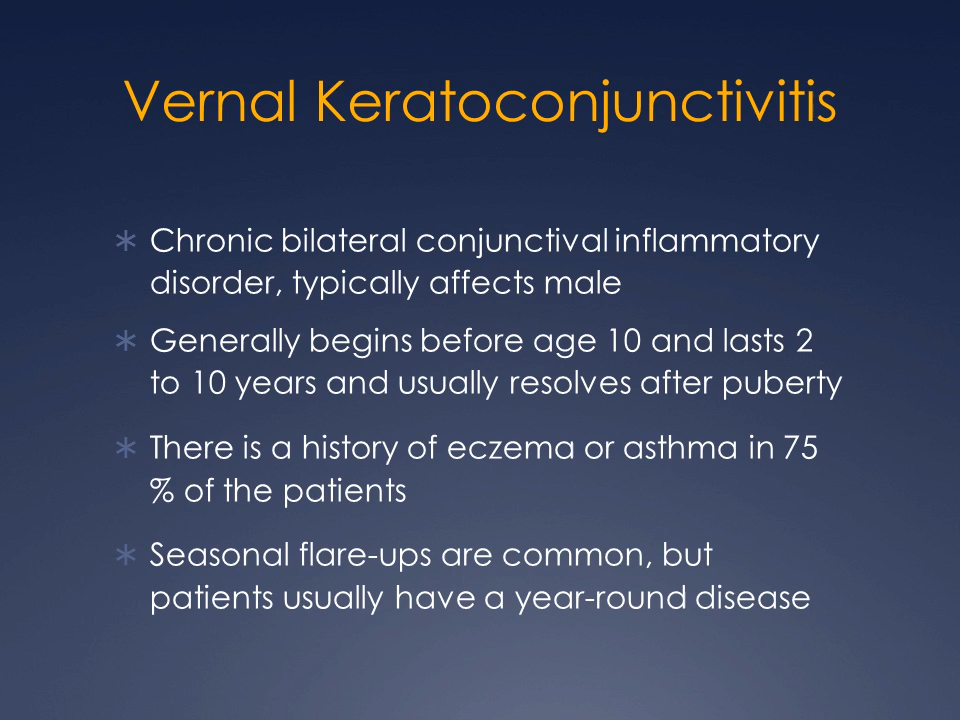 Vernal Keratoconjunctivitis
* Chronic bilateral conjunctival inflammatory
disorder, typically affects male
* Generally begins before age 10 and lasts 2
to 10 years and usually resolves after puberty
* There is a history of eczema or asthma in 75
% of the patients
* Seasonal flare-ups are common, but
patients usually have a year-round disease